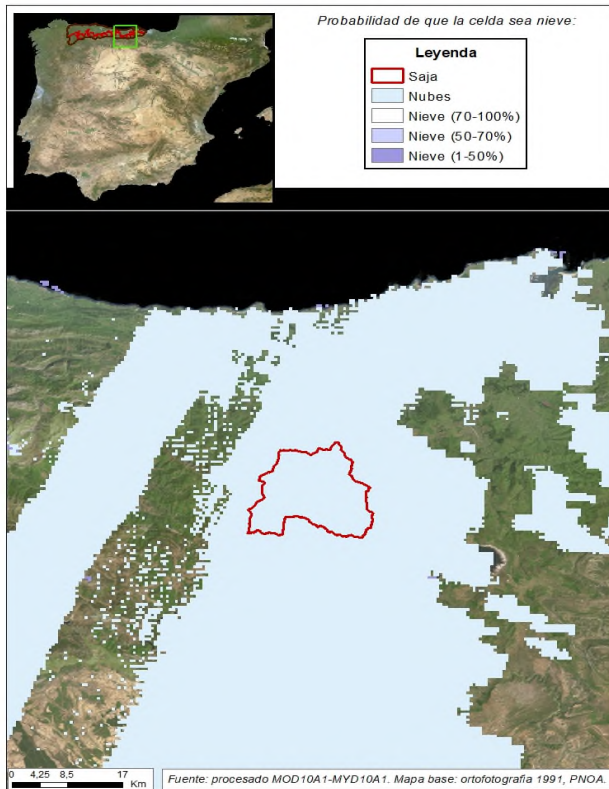 Probabilidad de que la celda sea nieve:
Leyenda
Saja
Nubes
Nieve (70-100%)
Nieve (50-70%)
Nieve (1-50%)
0 4,25 8,5 17
Km
Fuente: procesado MOD10A1-MYD10A1. Mapa base: ortofotografia 1991, PNOA.